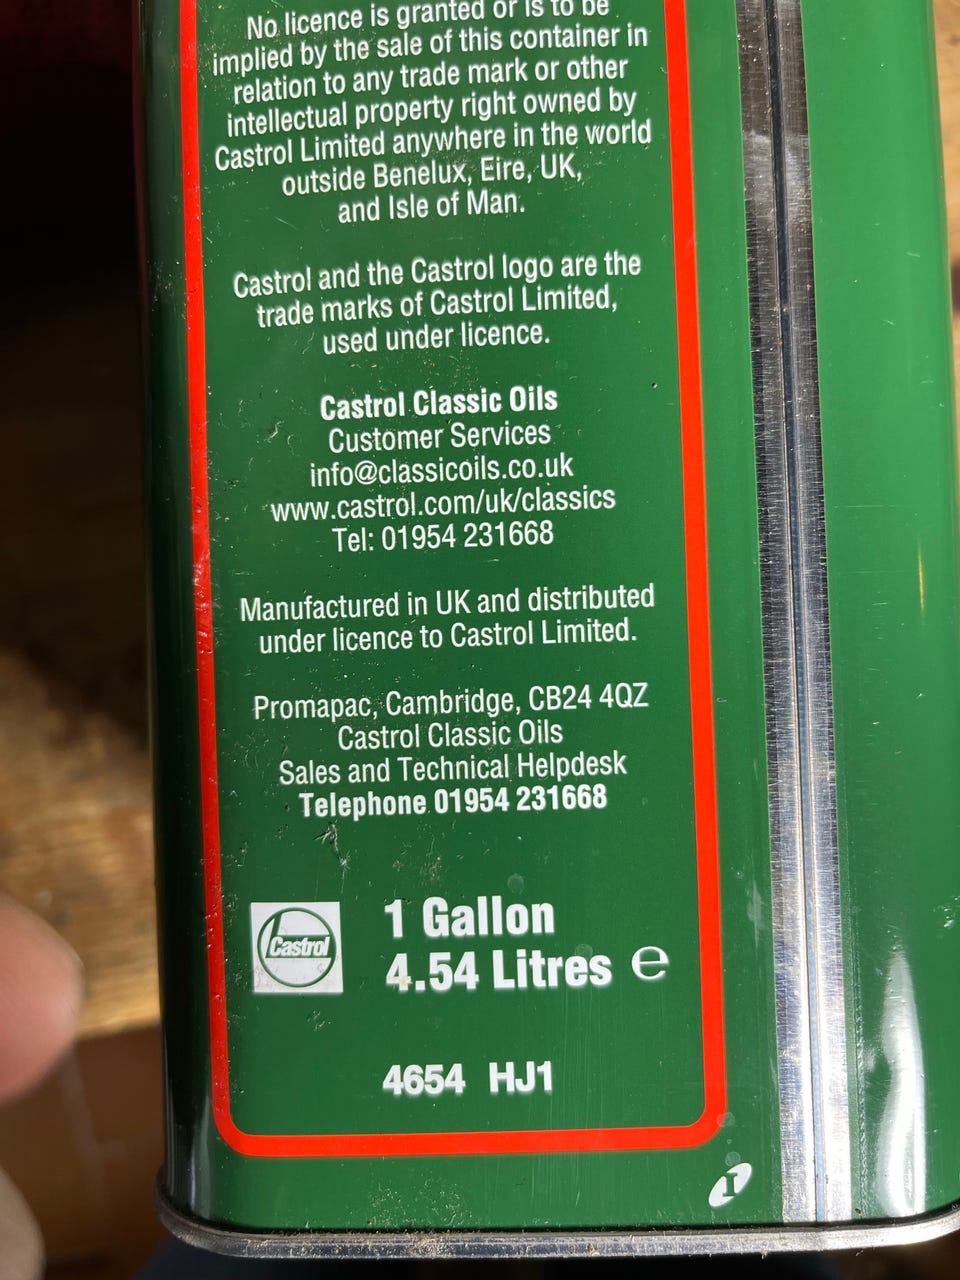 No licence is granted or is to be
implied by the sale of this container in
relation to any trade mark or other
intellectual property right owned by
Castrol Limited anywhere in the world
outside Benelux, Eire, UK,
and Isle of Man.
Castrol and the Castrol logo are the
trade marks of Castrol Limited,
used under licence.
Castrol Classic Oils
Customer Services
info@classicoils.co.uk
www.castrol.com/uk/classics
Tel: 01954 231668
Manufactured in UK and distributed
under licence to Castrol Limited.
Promapac, Cambridge, CB24 4QZ
Castrol Classic Oils
Sales and Technical Helpdesk
Telephone 01954 231668
Castrol
1 Gallon
4.54 Litres ℮
4654 HJ1
I